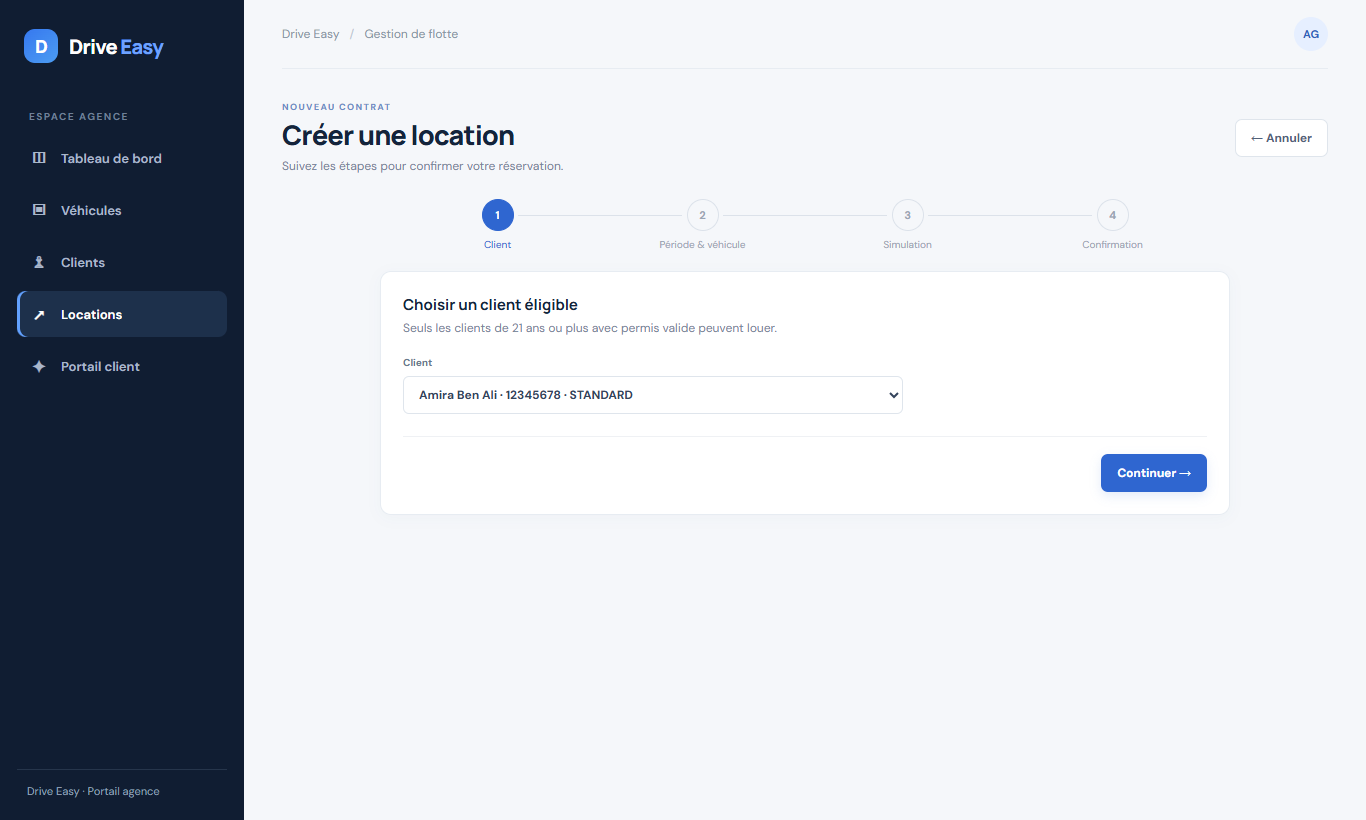 D Drive Easy
ESPACE AGENCE
Tableau de bord
Véhicules
Clients
Locations
Portail client
Drive Easy · Portail agence
Drive Easy / Gestion de flotte
AG
NOUVEAU CONTRAT
Créer une location
Suivez les étapes pour confirmer votre réservation.
← Annuler
1 2 3 4
Client Période & véhicule Simulation Confirmation
Choisir un client éligible
Seuls les clients de 21 ans ou plus avec permis valide peuvent louer.
Client
Amira Ben Ali · 12345678 · STANDARD
Continuer →